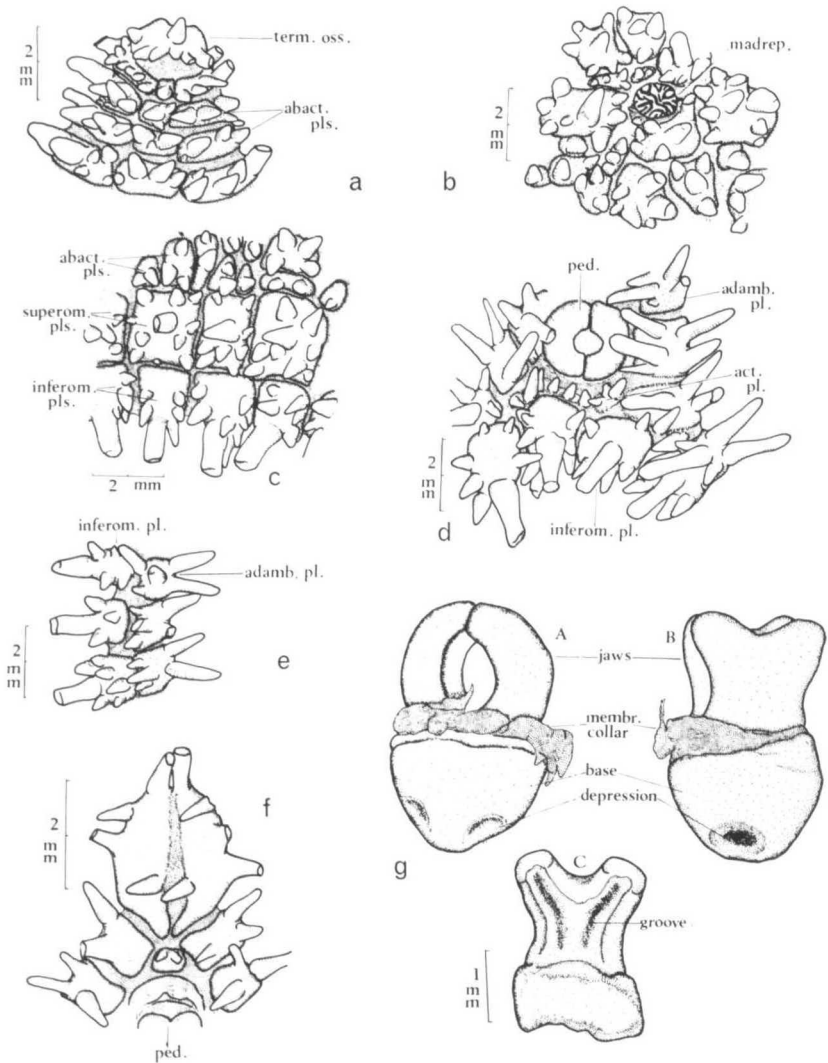 term. oss.
2
m
m
abact.
pls.
a
madrep.
2
m
m
b
abact.
pls.
superom.
pls.
inferom.
pls.
2 mm
c
ped.
adamb.
pl.
act.
pl.
2
m
m
d
inferom. pl.
inferom. pl.
adamb. pl.
2
m
m
e
A
B
jaws
membr.
collar
base
depression
g
C
groove
1
m
m
f
2
m
m
ped.